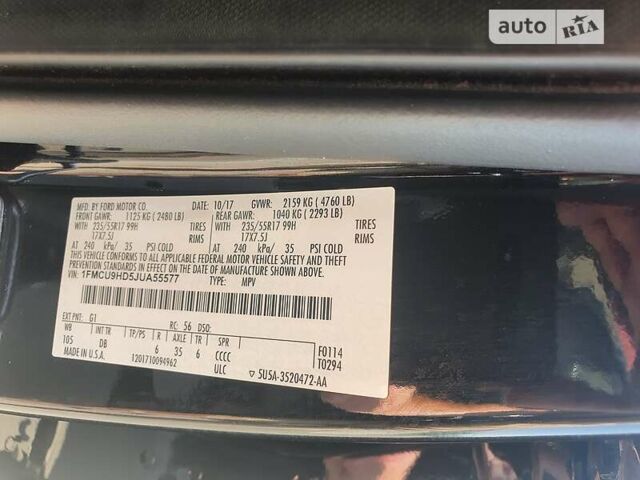 auto RIA
MFD. BY FORD MOTOR CO. 10/17 GVWR: 2159 KG ( 4760 LB)
FRONT GAWR: 1125 KG ( 2480 LB) REAR GAWR: 1040 KG ( 2293 LB)
WITH 235/55R17 99H TIRES WITH 235/55R17 99H TIRES
17X7.5J RIMS 17X7.5J RIMS
AT 240 kPa/ 35 PSI COLD AT 240 kPa/ 35 PSI COLD
THIS VEHICLE CONFORMS TO ALL APPLICABLE FEDERAL MOTOR VEHICLE SAFETY AND THEFT PREVENTION
STANDARDS IN EFFECT ON THE DATE OF MANUFACTURE SHOWN ABOVE.
VIN: 1FMCU9HD5JUA55577 TYPE: MPV
EXT PNT: G1 RC: 56 DSO:
WB INT TR TP/PS R AXLE TR SPR F0114
105 DB 6 35 6 CCCC T0294
MADE IN U.S.A. 1201710094962 ULC ▽ 5U5A-3520472-AA